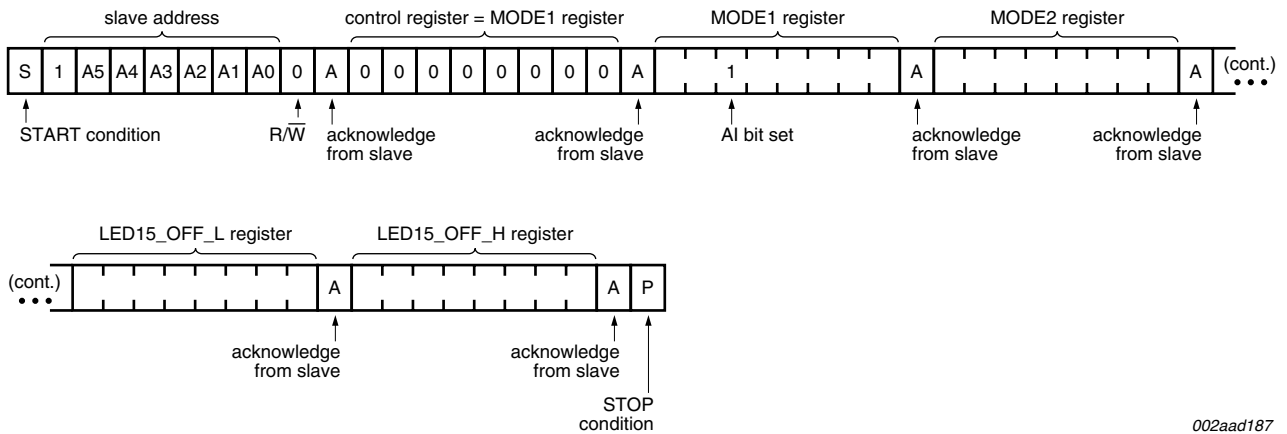 slave address
control register = MODE1 register
MODE1 register
MODE2 register
S 1 A5 A4 A3 A2 A1 A0 0 A 0 0 0 0 0 0 0 0 A 1 A A (cont.)
START condition
R/W̅
acknowledge
from slave
acknowledge
from slave
AI bit set
acknowledge
from slave
acknowledge
from slave
LED15_OFF_L register
LED15_OFF_H register
(cont.) A A P
acknowledge
from slave
acknowledge
from slave
STOP
condition
002aad187